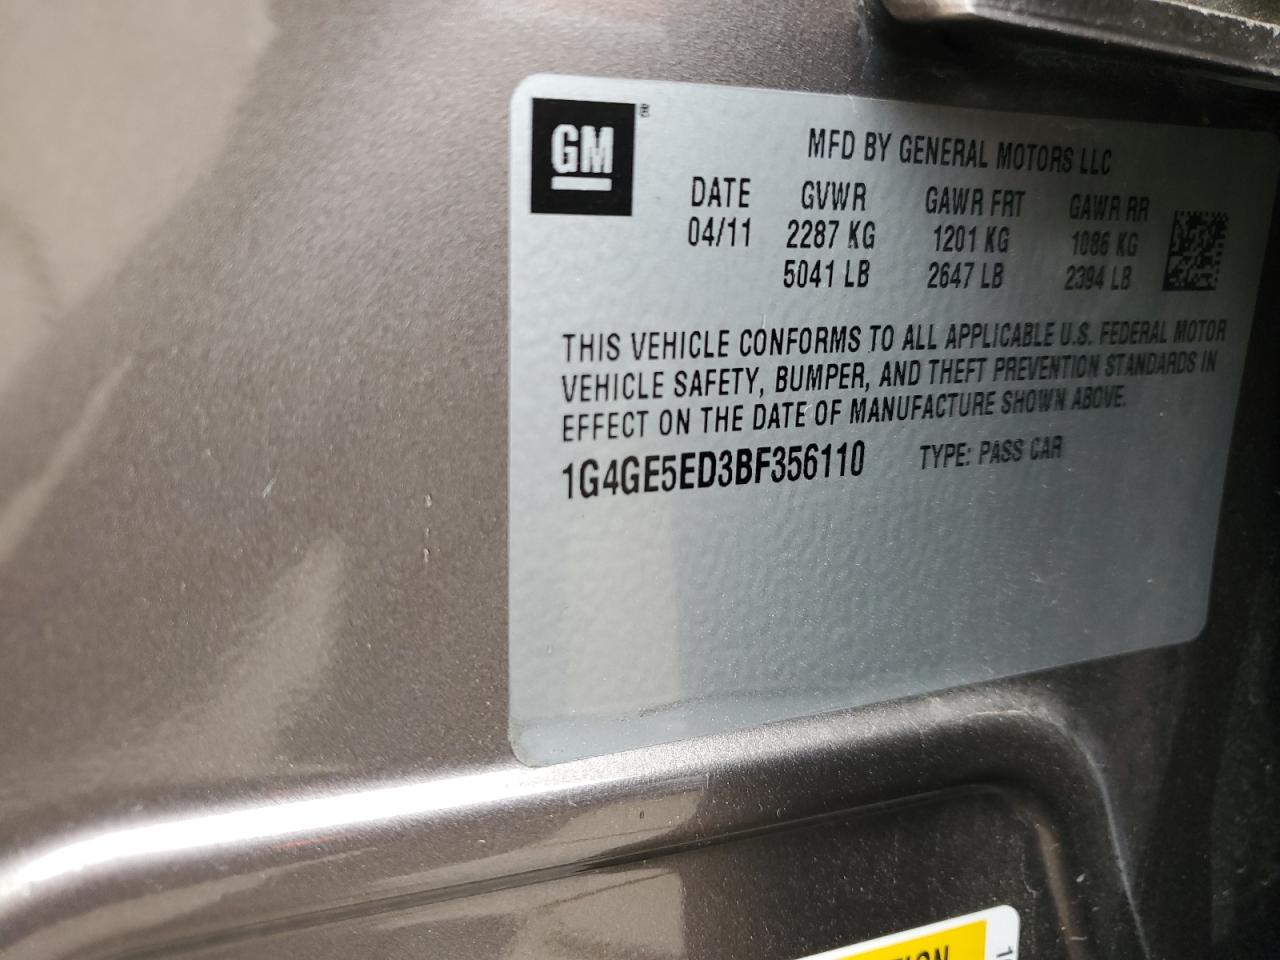 GM ®
MFD BY GENERAL MOTORS LLC
DATE GVWR GAWR FRT GAWR RR
04/11 2287 KG 1201 KG 1086 KG
5041 LB 2647 LB 2394 LB
THIS VEHICLE CONFORMS TO ALL APPLICABLE U.S. FEDERAL MOTOR
VEHICLE SAFETY, BUMPER, AND THEFT PREVENTION STANDARDS IN
EFFECT ON THE DATE OF MANUFACTURE SHOWN ABOVE.
1G4GE5ED3BF356110 TYPE: PASS CAR